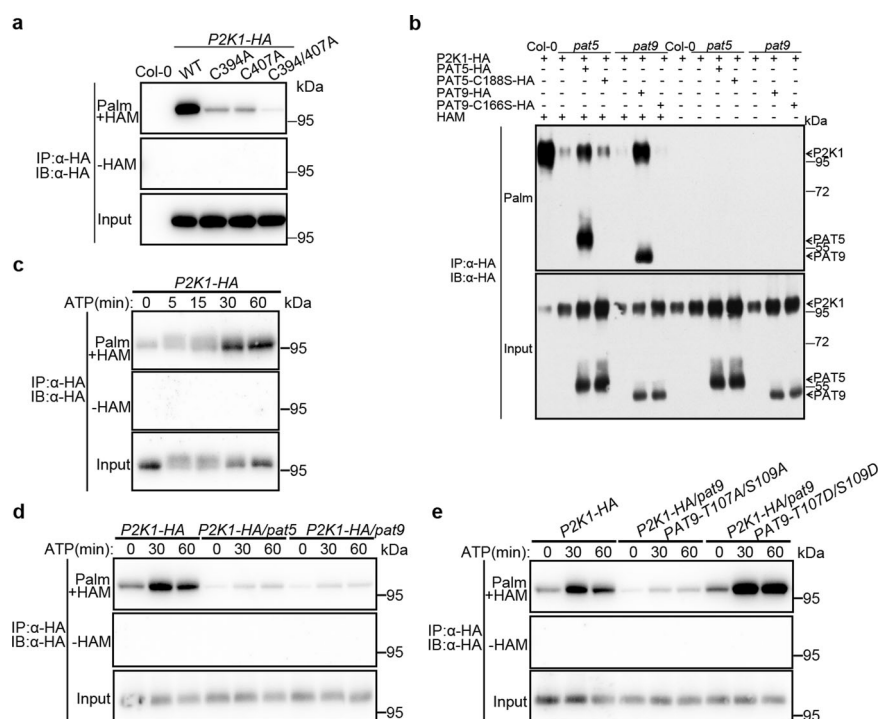 a
P2K1-HA
Col-0 WT C394A C407A C394/407A kDa
Palm +HAM
95
IP:α-HA
IB:α-HA
-HAM
Input
95
b
Col-0 pat5 pat9 Col-0 pat5 pat9
P2K1-HA + + + + + + + + + + + + + +
PAT5-HA - - + - - - - - - + - - - -
PAT5-C188S-HA - - - + - - - - - - + - - -
PAT9-HA - - - - - + - - - - - - + -
PAT9-C166S-HA - - - - - - + - - - - - - +
HAM + + + + + + + - - - - - - -
kDa
Palm
P2K1
95
72
PAT5
55
PAT9
IP:α-HA
IB:α-HA
Input
P2K1
95
72
PAT5
55
PAT9
c
P2K1-HA
ATP(min): 0 5 15 30 60 kDa
Palm +HAM
95
IP:α-HA
IB:α-HA
-HAM
95
Input
95
d
P2K1-HA P2K1-HA/pat5 P2K1-HA/pat9
ATP(min): 0 30 60 0 30 60 0 30 60 kDa
Palm +HAM
95
IP:α-HA
IB:α-HA
-HAM
95
Input
95
e
P2K1-HA
P2K1-HA/pat9
PAT9-T107A/S109A
P2K1-HA/pat9
PAT9-T107D/S109D
ATP(min): 0 30 60 0 30 60 0 30 60 kDa
Palm +HAM
95
IP:α-HA
IB:α-HA
-HAM
95
Input
95